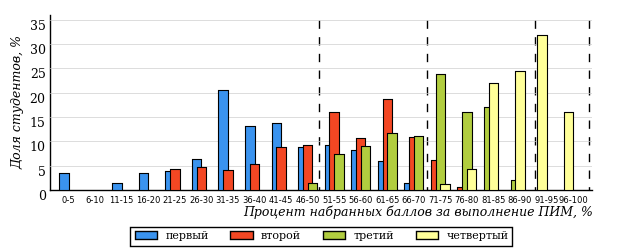 Доля студентов, %
35
30
25
20
15
10
5
0
0-5 6-10 11-15 16-20 21-25 26-30 31-35 36-40 41-45 46-50 51-55 56-60 61-65 66-70 71-75 76-80 81-85 86-90 91-95 96-100
Процент набранных баллов за выполнение ПИМ, %
первый второй третий четвертый